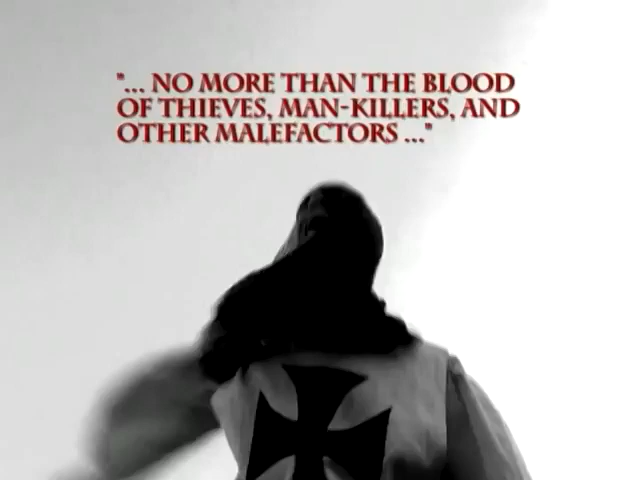 "... NO MORE THAN THE BLOOD
OF THIEVES, MAN-KILLERS, AND
OTHER MALEFACTORS ..."